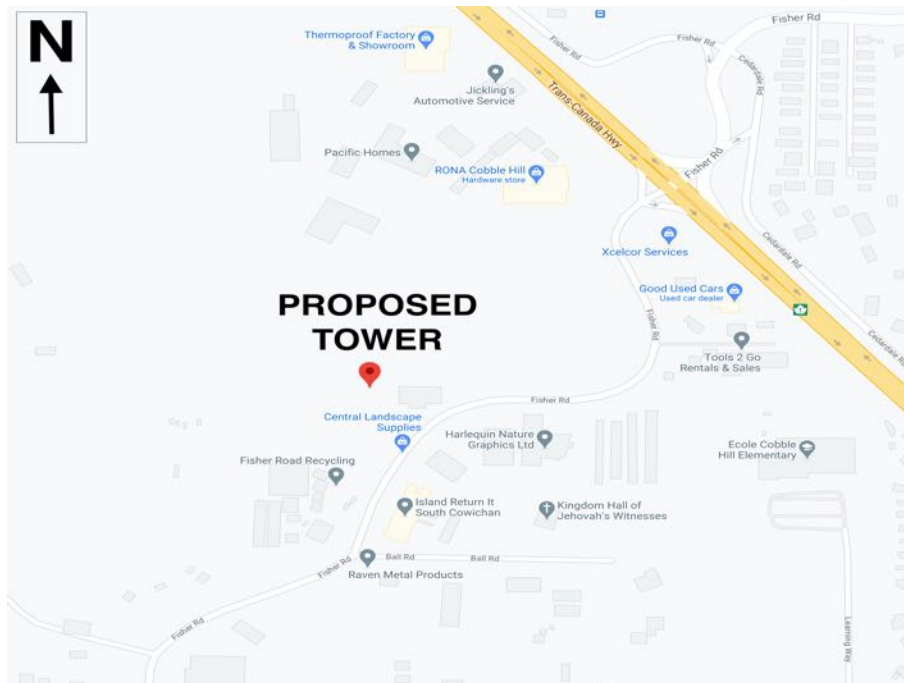 N
Thermoproof Factory
& Showroom
Fisher Rd
Fisher Rd
Fisher Rd
Cedardale Rd
Jickling's
Automotive Service
Trans-Canada Hwy
Pacific Homes
Fisher Rd
RONA Cobble Hill
Hardware store
Xcelcor Services
Cedardale Rd
Good Used Cars
Used car dealer
1
PROPOSED
TOWER
Fisher Rd
Cedardale Rd
Tools 2 Go
Rentals & Sales
Fisher Rd
Central Landscape
Supplies
Harlequin Nature
Graphics Ltd
Ecole Cobble
Hill Elementary
Fisher Road Recycling
Island Return It
South Cowichan
Kingdom Hall of
Jehovah's Witnesses
Fisher Rd
Ball Rd
Ball Rd
Raven Metal Products
Fisher Rd
Learning Way